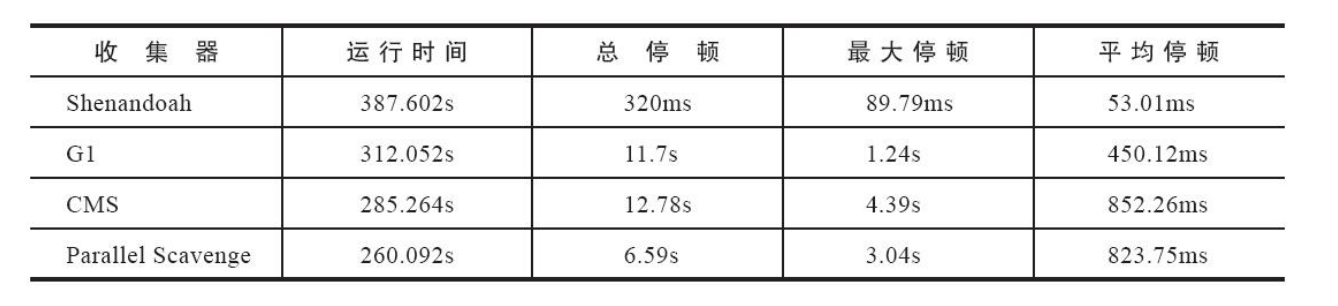 收集器 运行时间 总停顿 最大停顿 平均停顿
Shenandoah 387.602s 320ms 89.79ms 53.01ms
G1 312.052s 11.7s 1.24s 450.12ms
CMS 285.264s 12.78s 4.39s 852.26ms
Parallel Scavenge 260.092s 6.59s 3.04s 823.75ms